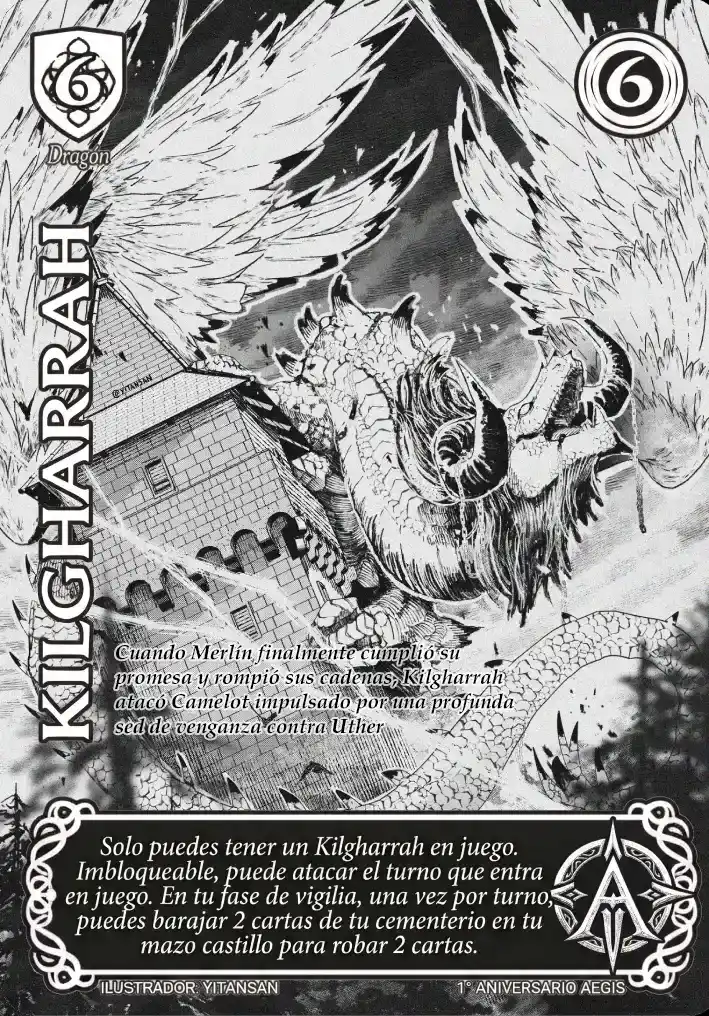 6
6
Dragón
KILGHARRAH
@YITANSAN
Cuando Merlín finalmente cumplió su
promesa y rompió sus cadenas, Kilgharrah
atacó Camelot impulsado por una profunda
sed de venganza contra Uther
Solo puedes tener un Kilgharrah en juego.
Imbloqueable, puede atacar el turno que entra
en juego. En tu fase de vigilia, una vez por turno,
puedes barajar 2 cartas de tu cementerio en tu
mazo castillo para robar 2 cartas.
A
ILUSTRADOR: YITANSAN
1° ANIVERSARIO AEGIS